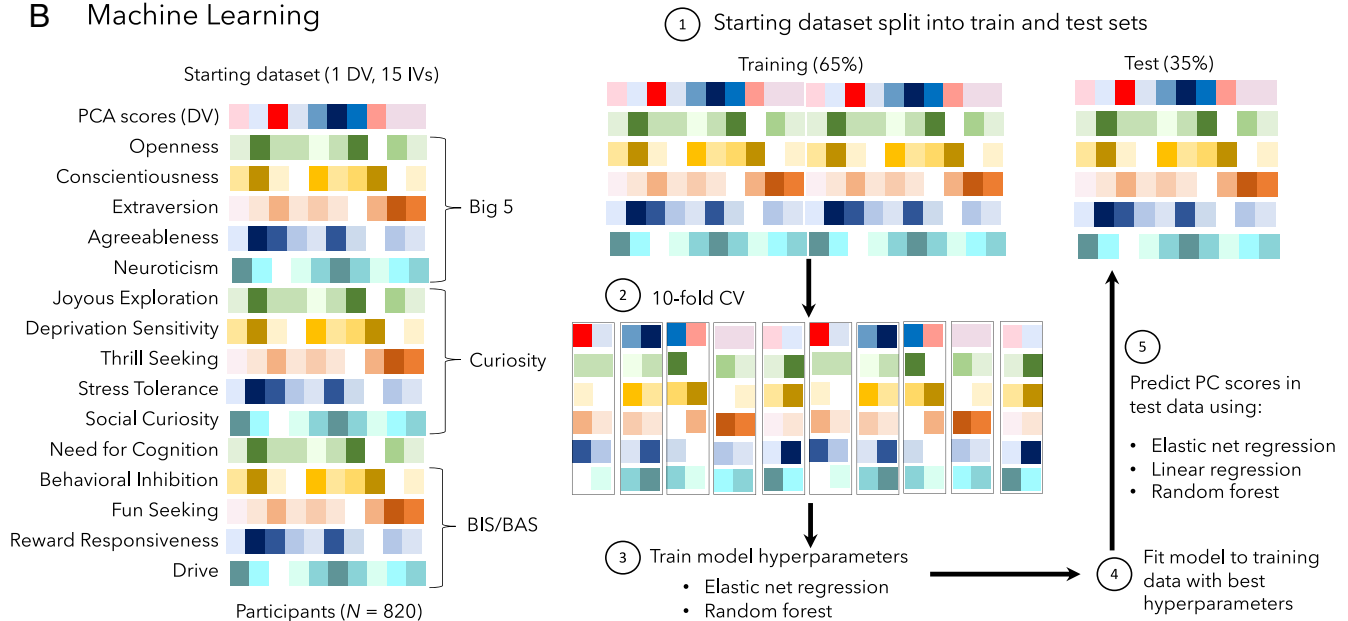 B Machine Learning
Starting dataset (1 DV, 15 IVs)
PCA scores (DV)
Openness
Conscientiousness
Extraversion
Agreeableness
Neuroticism
Big 5
Joyous Exploration
Deprivation Sensitivity
Thrill Seeking
Stress Tolerance
Social Curiosity
Curiosity
Need for Cognition
Behavioral Inhibition
Fun Seeking
Reward Responsiveness
Drive
BIS/BAS
Participants (N = 820)
1 Starting dataset split into train and test sets
Training (65%)
Test (35%)
2 10-fold CV
3 Train model hyperparameters
• Elastic net regression
• Random forest
4 Fit model to training
data with best
hyperparameters
5
Predict PC scores in
test data using:
• Elastic net regression
• Linear regression
• Random forest